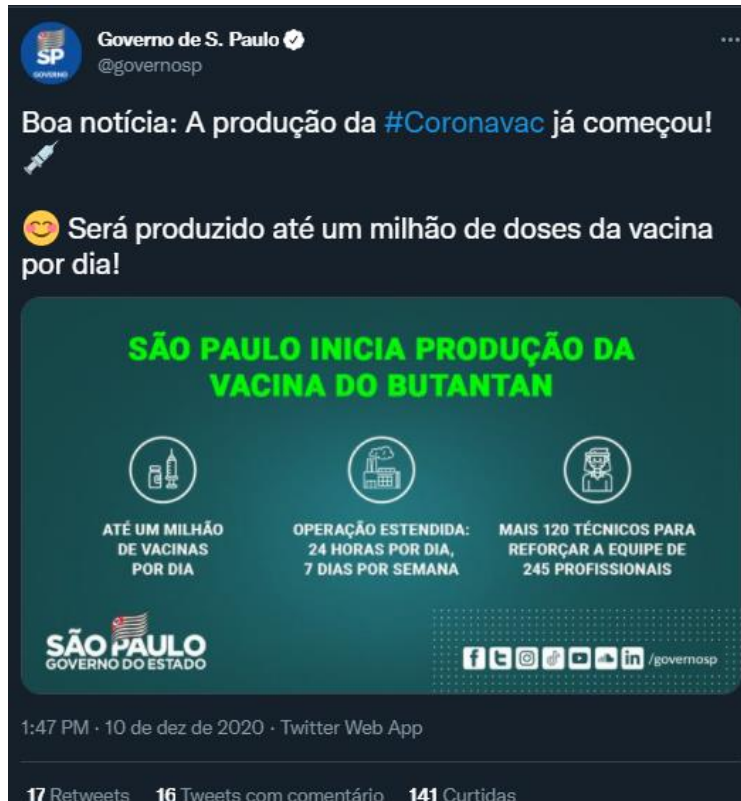 SP
GOVERNO
Governo de S. Paulo
@governosp
Boa notícia: A produção da #Coronavac já começou!
Será produzido até um milhão de doses da vacina
por dia!
SÃO PAULO INICIA PRODUÇÃO DA
VACINA DO BUTANTAN
ATÉ UM MILHÃO
DE VACINAS
POR DIA
OPERAÇÃO ESTENDIDA:
24 HORAS POR DIA,
7 DIAS POR SEMANA
MAIS 120 TÉCNICOS PARA
REFORÇAR A EQUIPE DE
245 PROFISSIONAIS
SÃO PAULO
GOVERNO DO ESTADO
/governosp
1:47 PM · 10 de dez de 2020 · Twitter Web App
17 Retweets 16 Tweets com comentário 141 Curtidas